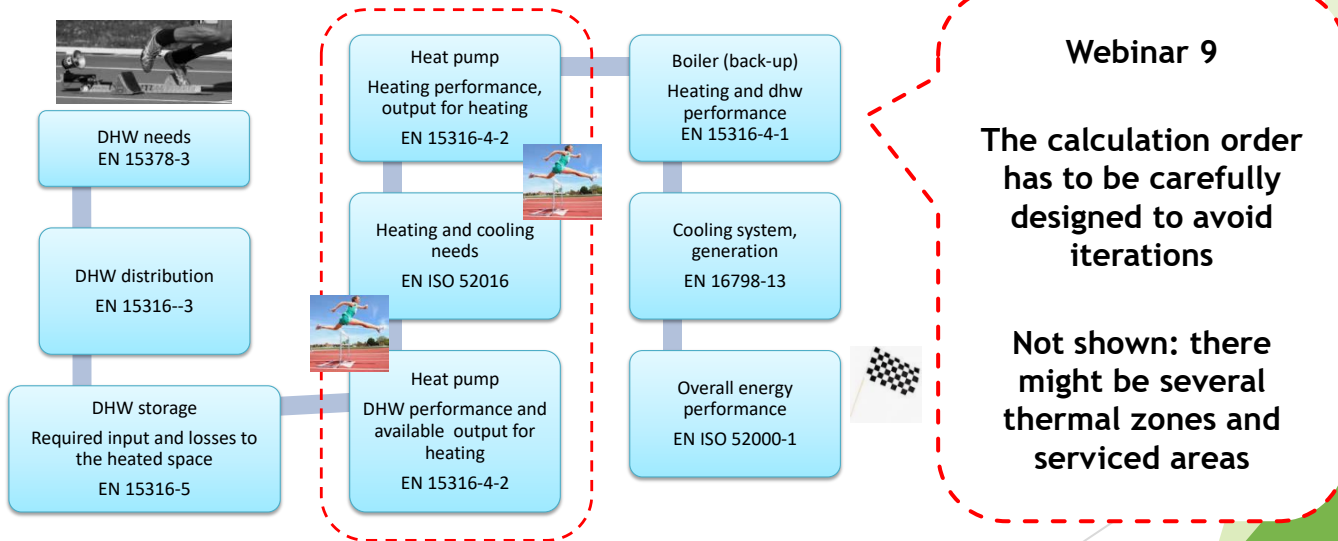 DHW needs
EN 15378-3
DHW distribution
EN 15316--3
DHW storage
Required input and losses to
the heated space
EN 15316-5
Heat pump
DHW performance and
available output for
heating
EN 15316-4-2
Heating and cooling
needs
EN ISO 52016
Heat pump
Heating performance,
output for heating
EN 15316-4-2
Boiler (back-up)
Heating and dhw
performance
EN 15316-4-1
Cooling system,
generation
EN 16798-13
Overall energy
performance
EN ISO 52000-1
Webinar 9
The calculation order
has to be carefully
designed to avoid
iterations
Not shown: there
might be several
thermal zones and
serviced areas